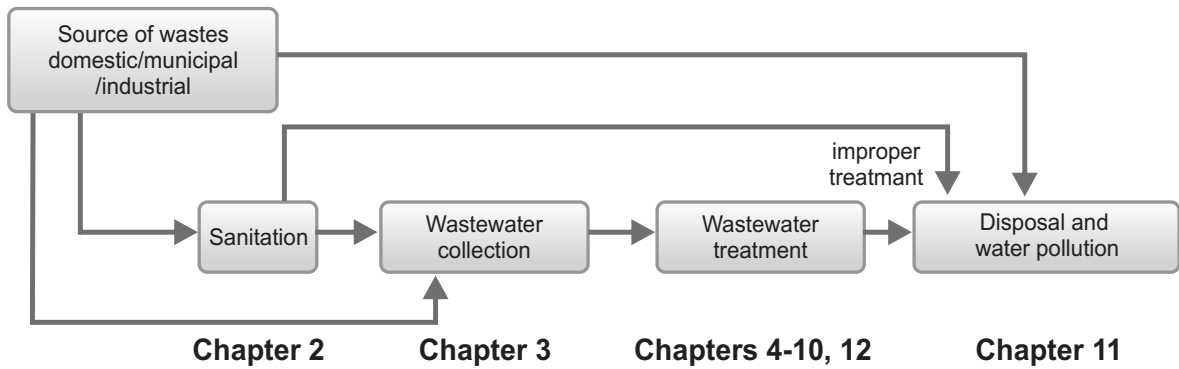 Source of wastes
domestic/municipal
/industrial
improper
treatmant
Sanitation
Wastewater
collection
Wastewater
treatment
Disposal and
water pollution
Chapter 2
Chapter 3
Chapters 4-10, 12
Chapter 11